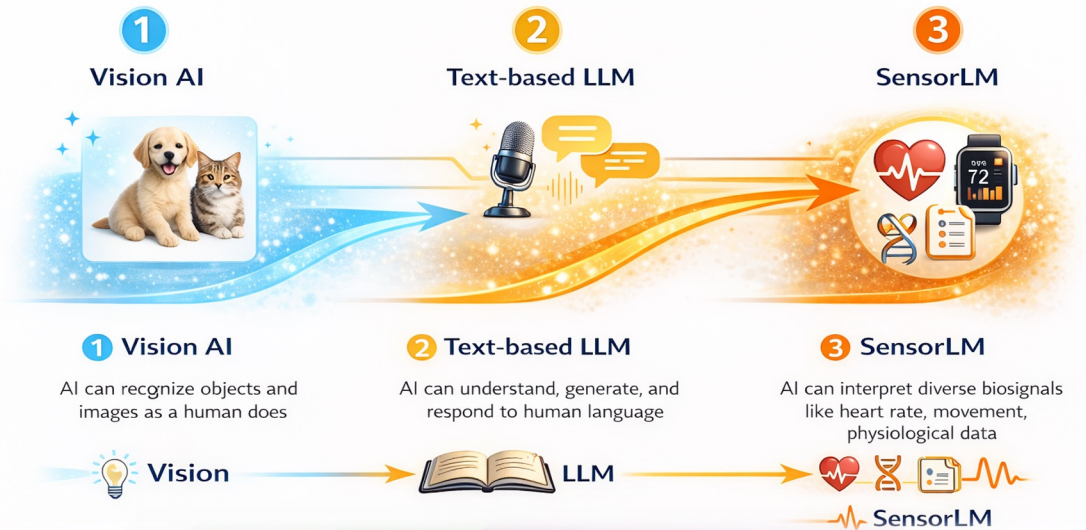 1
2
3
Vision AI
Text-based LLM
SensorLM
72
1 Vision AI
AI can recognize objects and
images as a human does
2 Text-based LLM
AI can understand, generate, and
respond to human language
3 SensorLM
AI can interpret diverse biosignals
like heart rate, movement,
physiological data
Vision
LLM
SensorLM